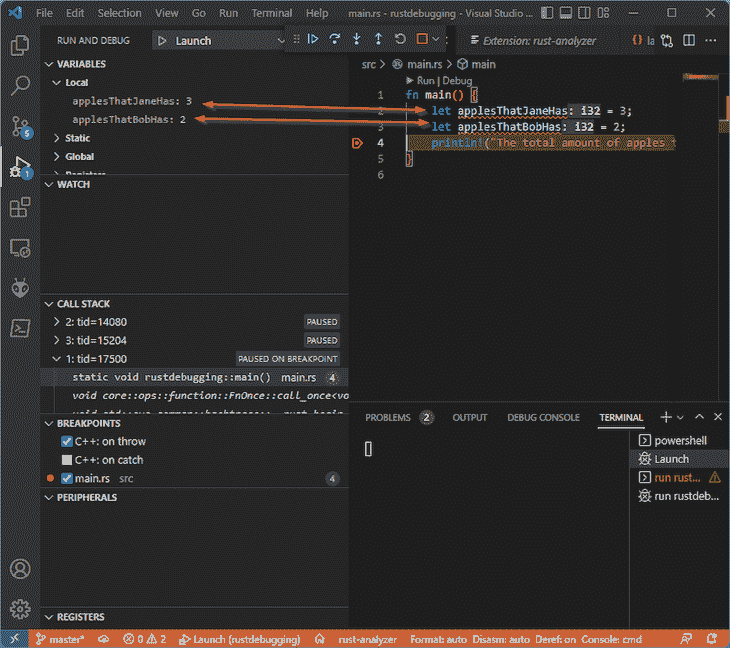 File Edit Selection View Go Run Terminal Help main.rs - rustdebugging - Visual Studio ...
RUN AND DEBUG Launch
Extension: rust-analyzer {} la
VARIABLES
Local
applesThatJaneHas: 3
applesThatBobHas: 2
Static
Global
Registers
WATCH
CALL STACK
2: tid=14080 PAUSED
3: tid=15204 PAUSED
1: tid=17500 PAUSED ON BREAKPOINT
static void rustdebugging::main() main.rs 4
void core::ops::function::FnOnce::call_once<vo
BREAKPOINTS
C++: on throw
C++: on catch
main.rs src 4
PERIPHERALS
REGISTERS
5
1
src > main.rs > main
Run | Debug
1 fn main() {
2 let applesThatJaneHas: i32 = 3;
3 let applesThatBobHas: i32 = 2;
4 println!("The total amount of apples t
5 }
6
PROBLEMS 2 OUTPUT DEBUG CONSOLE TERMINAL
powershell
Launch
run rust...
run rustdeb...
master* 0 2 Launch (rustdebugging) rust-analyzer Format: auto Disasm: auto Deref: on Console: cmd